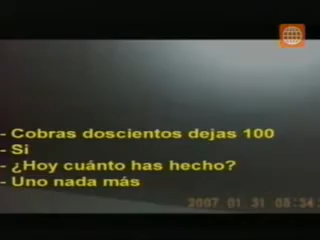 - Cobras doscientos dejas 100
- Si
- ¿Hoy cuánto has hecho?
- Uno nada más
2007 01 31 08:34